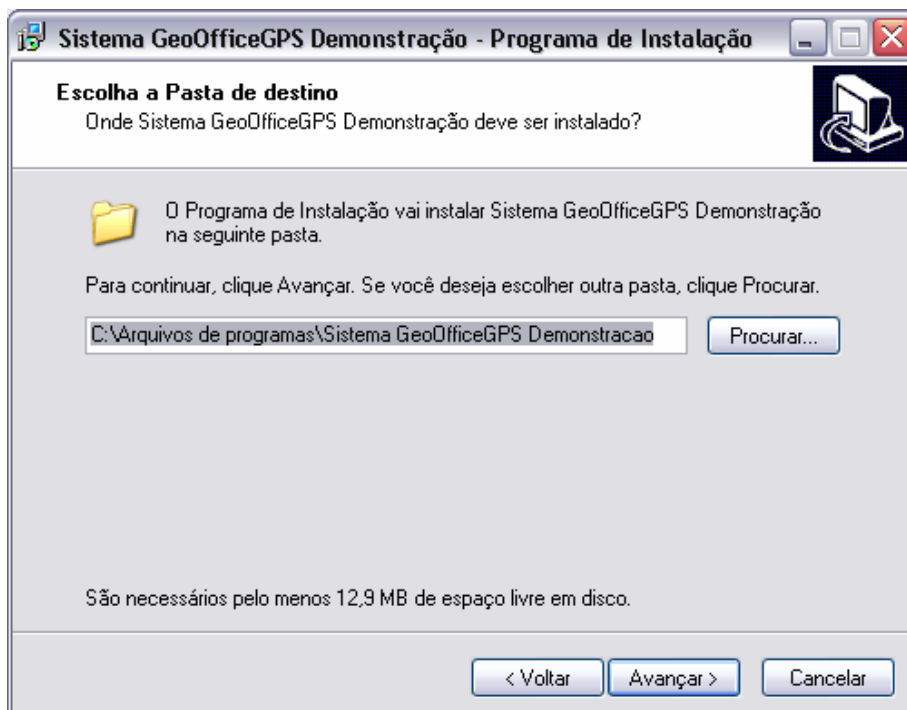 Sistema GeoOfficeGPS Demonstração - Programa de Instalação
Escolha a Pasta de destino
Onde Sistema GeoOfficeGPS Demonstração deve ser instalado?
O Programa de Instalação vai instalar Sistema GeoOfficeGPS Demonstração
na seguinte pasta.
Para continuar, clique Avançar. Se você deseja escolher outra pasta, clique Procurar.
C:\Arquivos de programas\Sistema GeoOfficeGPS Demonstracao
Procurar...
São necessários pelo menos 12,9 MB de espaço livre em disco.
< Voltar
Avançar >
Cancelar